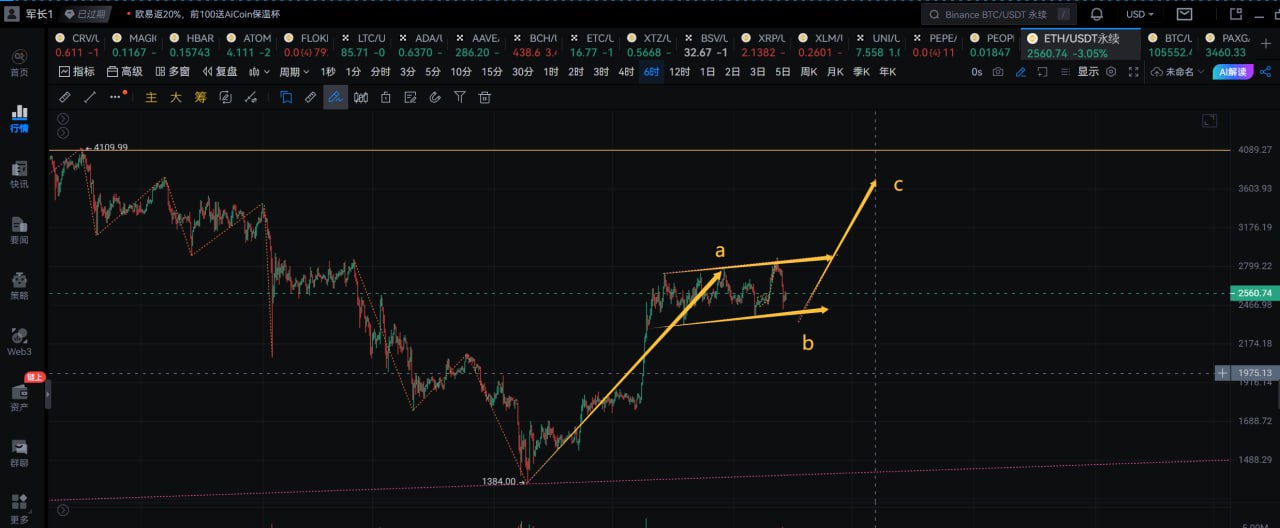 军长1 已过期 • 欧易返20%，前100送AiCoin保温杯 Binance BTC/USDT 永续 / USD
CRV/U MAGI HBAR ATOM FLOKI LTC/U ADA/U AAVE BCH/U ETC/U XTZ/U BSV/U XRP/U XLM/U UNI/U PEPE PEOPL ETH/USDT永续 BTC/U PAXG
0.611 -1 0.1167 - 0.15743 4.111 -2 0.0(4)79 85.71 -0 0.6370 - 286.20 - 438.6 3. 16.77 -1 0.5668 - 32.67 -1 2.1382 - 0.2601 - 7.558 1. 0.0(4)11 0.01847 2560.74 -3.05% 105552.4 3460.33
指标 高级 多窗 复盘 周期 1秒 1分 分时 3分 5分 10分 15分 30分 1时 2时 3时 4时 6时 12时 1日 2日 3日 5日 周K 月K 季K 年K 0s 显示 未命名 AI解读
主 大 筹
首页
行情
快讯
要闻
策略
Web3
链上
资产
群聊
更多
4109.99
4089.27
c
3603.93
3176.19
a
2799.22
2560.74
2466.98
b
2174.18
1975.13
1916.14
1688.72
1384.00
1488.29